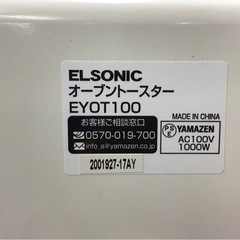 ELSONIC
オーブントースター
EYOT100
お客様ご相談窓口
0570-019-700
info_a@yamazen.co.jp
2001927-17AY
MADE IN CHINA
PS E YAMAZEN
AC100V
1000W